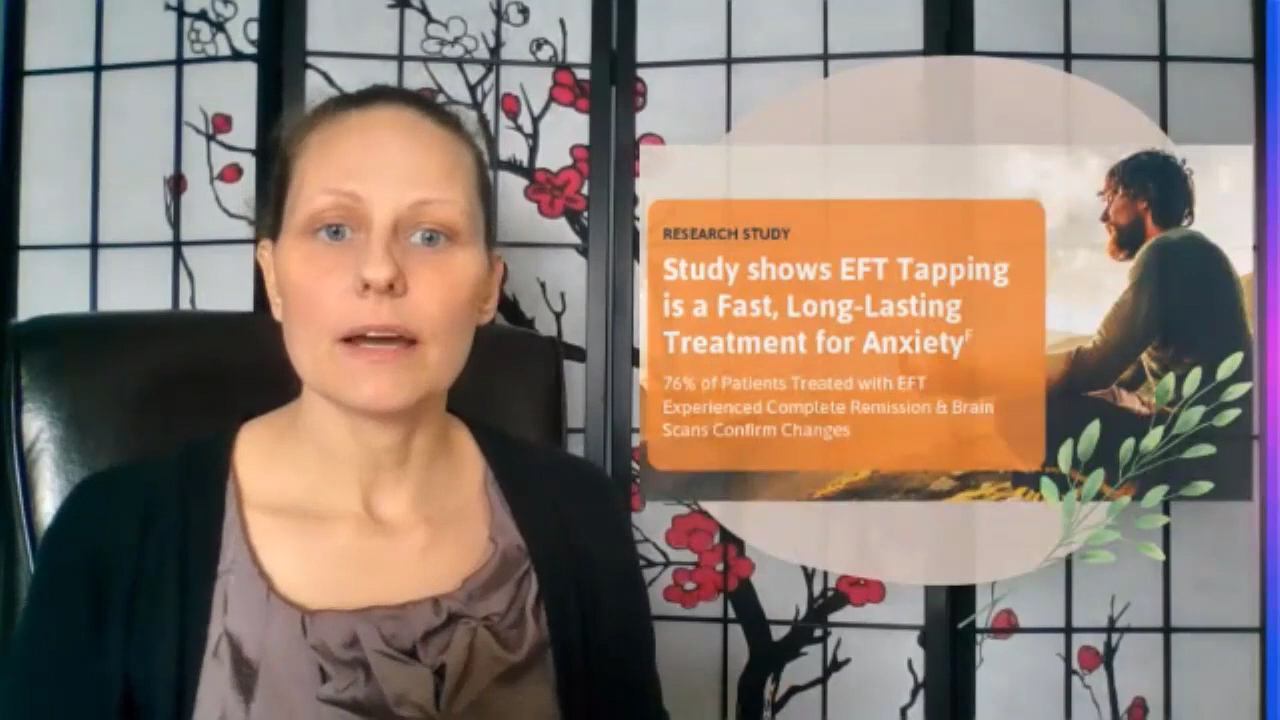 RESEARCH STUDY
Study shows EFT Tapping
is a Fast, Long-Lasting
Treatment for Anxiety
76% of Patients Treated with EFT
Experienced Complete Remission & Brain
Scans Confirm Changes